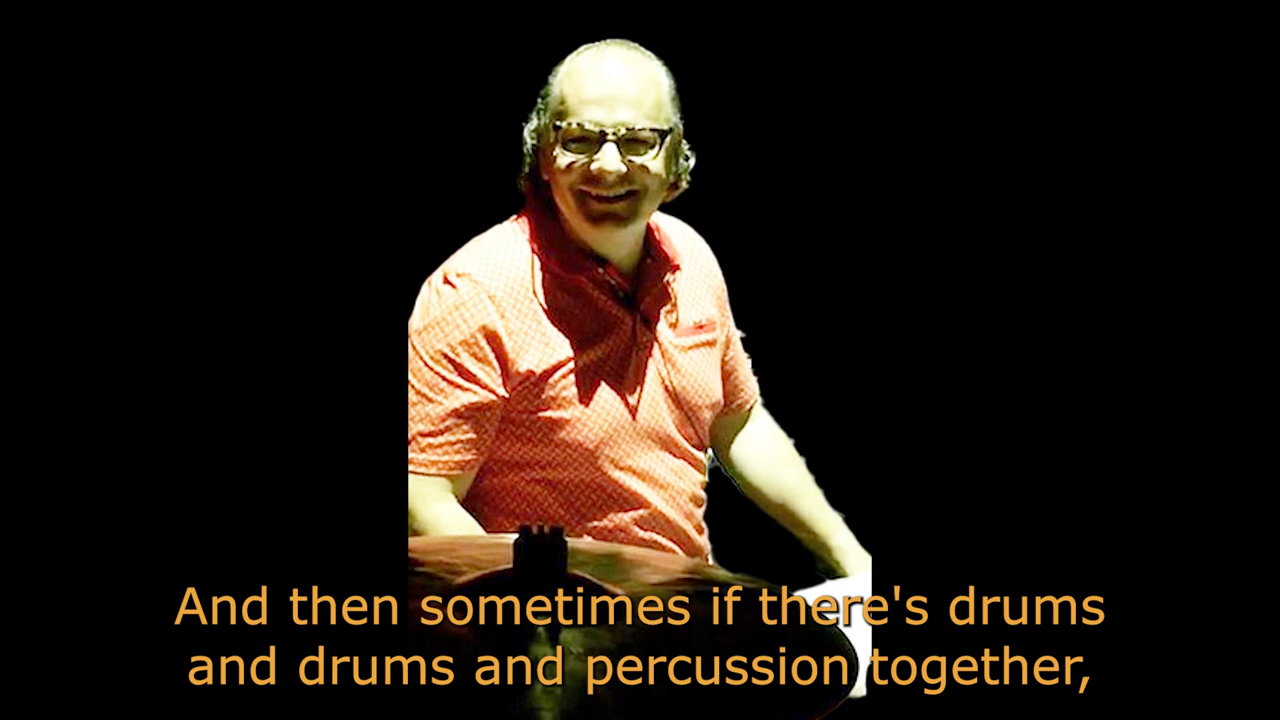 And then sometimes if there's drums
and drums and percussion together,